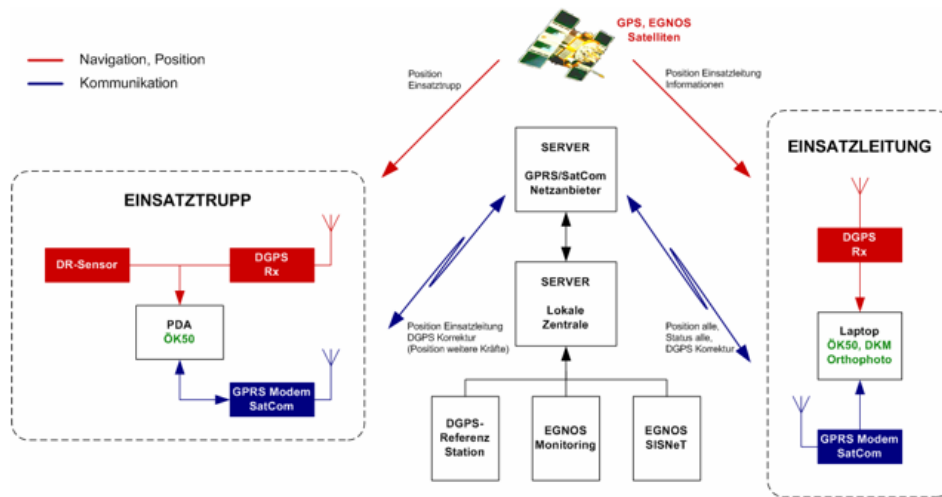 Navigation, Position
Kommunikation
GPS, EGNOS
Satelliten
Position
Einsatztrupp
Position Einsatzleitung
Informationen
EINSATZTRUPP
DR-Sensor
DGPS
Rx
PDA
ÖK50
GPRS Modem
SatCom
SERVER
GPRS/SatCom
Netzanbieter
SERVER
Lokale
Zentrale
Position Einsatzleitung
DGPS Korrektur
(Position weitere Kräfte)
Position alle,
Status alle,
DGPS Korrektur
DGPS-
Referenz
Station
EGNOS
Monitoring
EGNOS
SISNeT
EINSATZLEITUNG
DGPS
Rx
Laptop
ÖK50, DKM
Orthophoto
GPRS Modem
SatCom